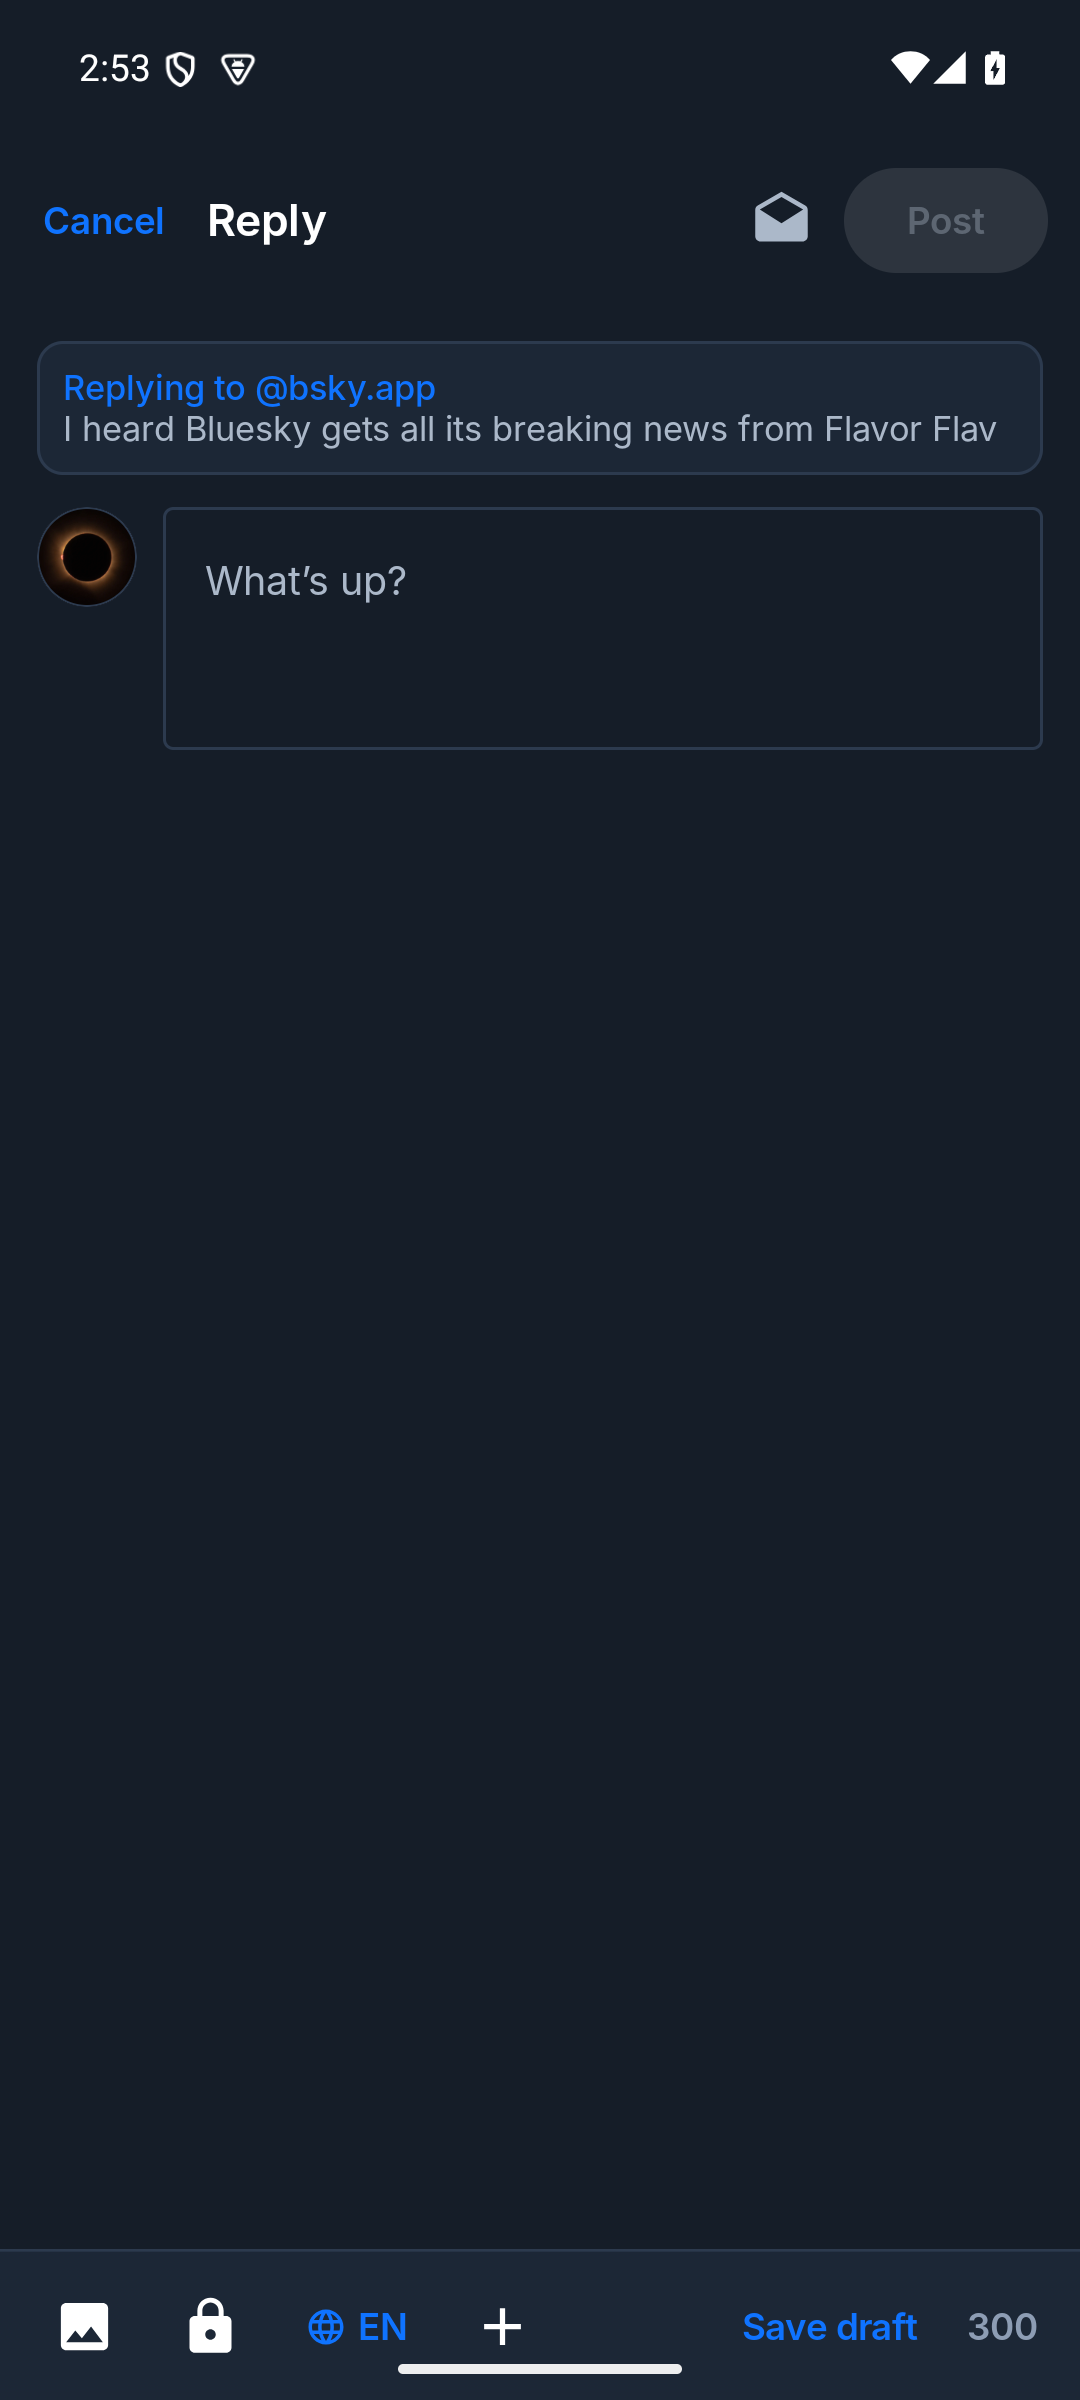 2:53
Cancel Reply Post
Replying to @bsky.app
I heard Bluesky gets all its breaking news from Flavor Flav
What’s up?
EN Save draft 300